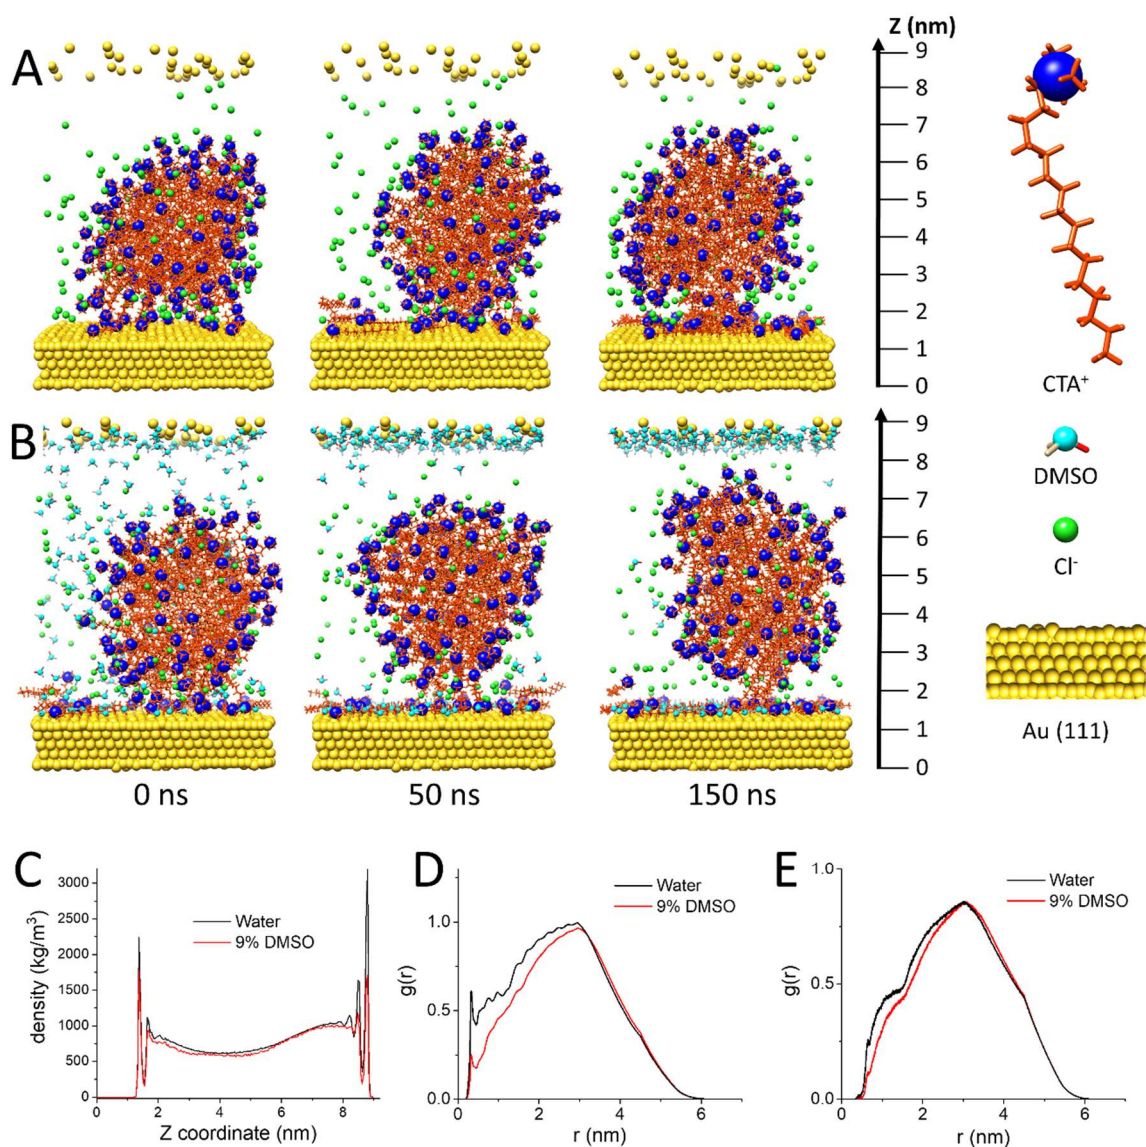 A
Z (nm)
9
8
7
6
5
4
3
2
1
0
CTA⁺
B
9
8
7
6
5
4
3
2
1
0
DMSO
Cl⁻
Au (111)
0 ns
50 ns
150 ns
C
density (kg/m³)
3000
2500
2000
1500
1000
500
0
Water
9% DMSO
0 2 4 6 8
Z coordinate (nm)
D
g(r)
1.0
0.5
0.0
Water
9% DMSO
0 2 4 6
r (nm)
E
g(r)
1.0
0.5
0.0
Water
9% DMSO
0 2 4 6
r (nm)